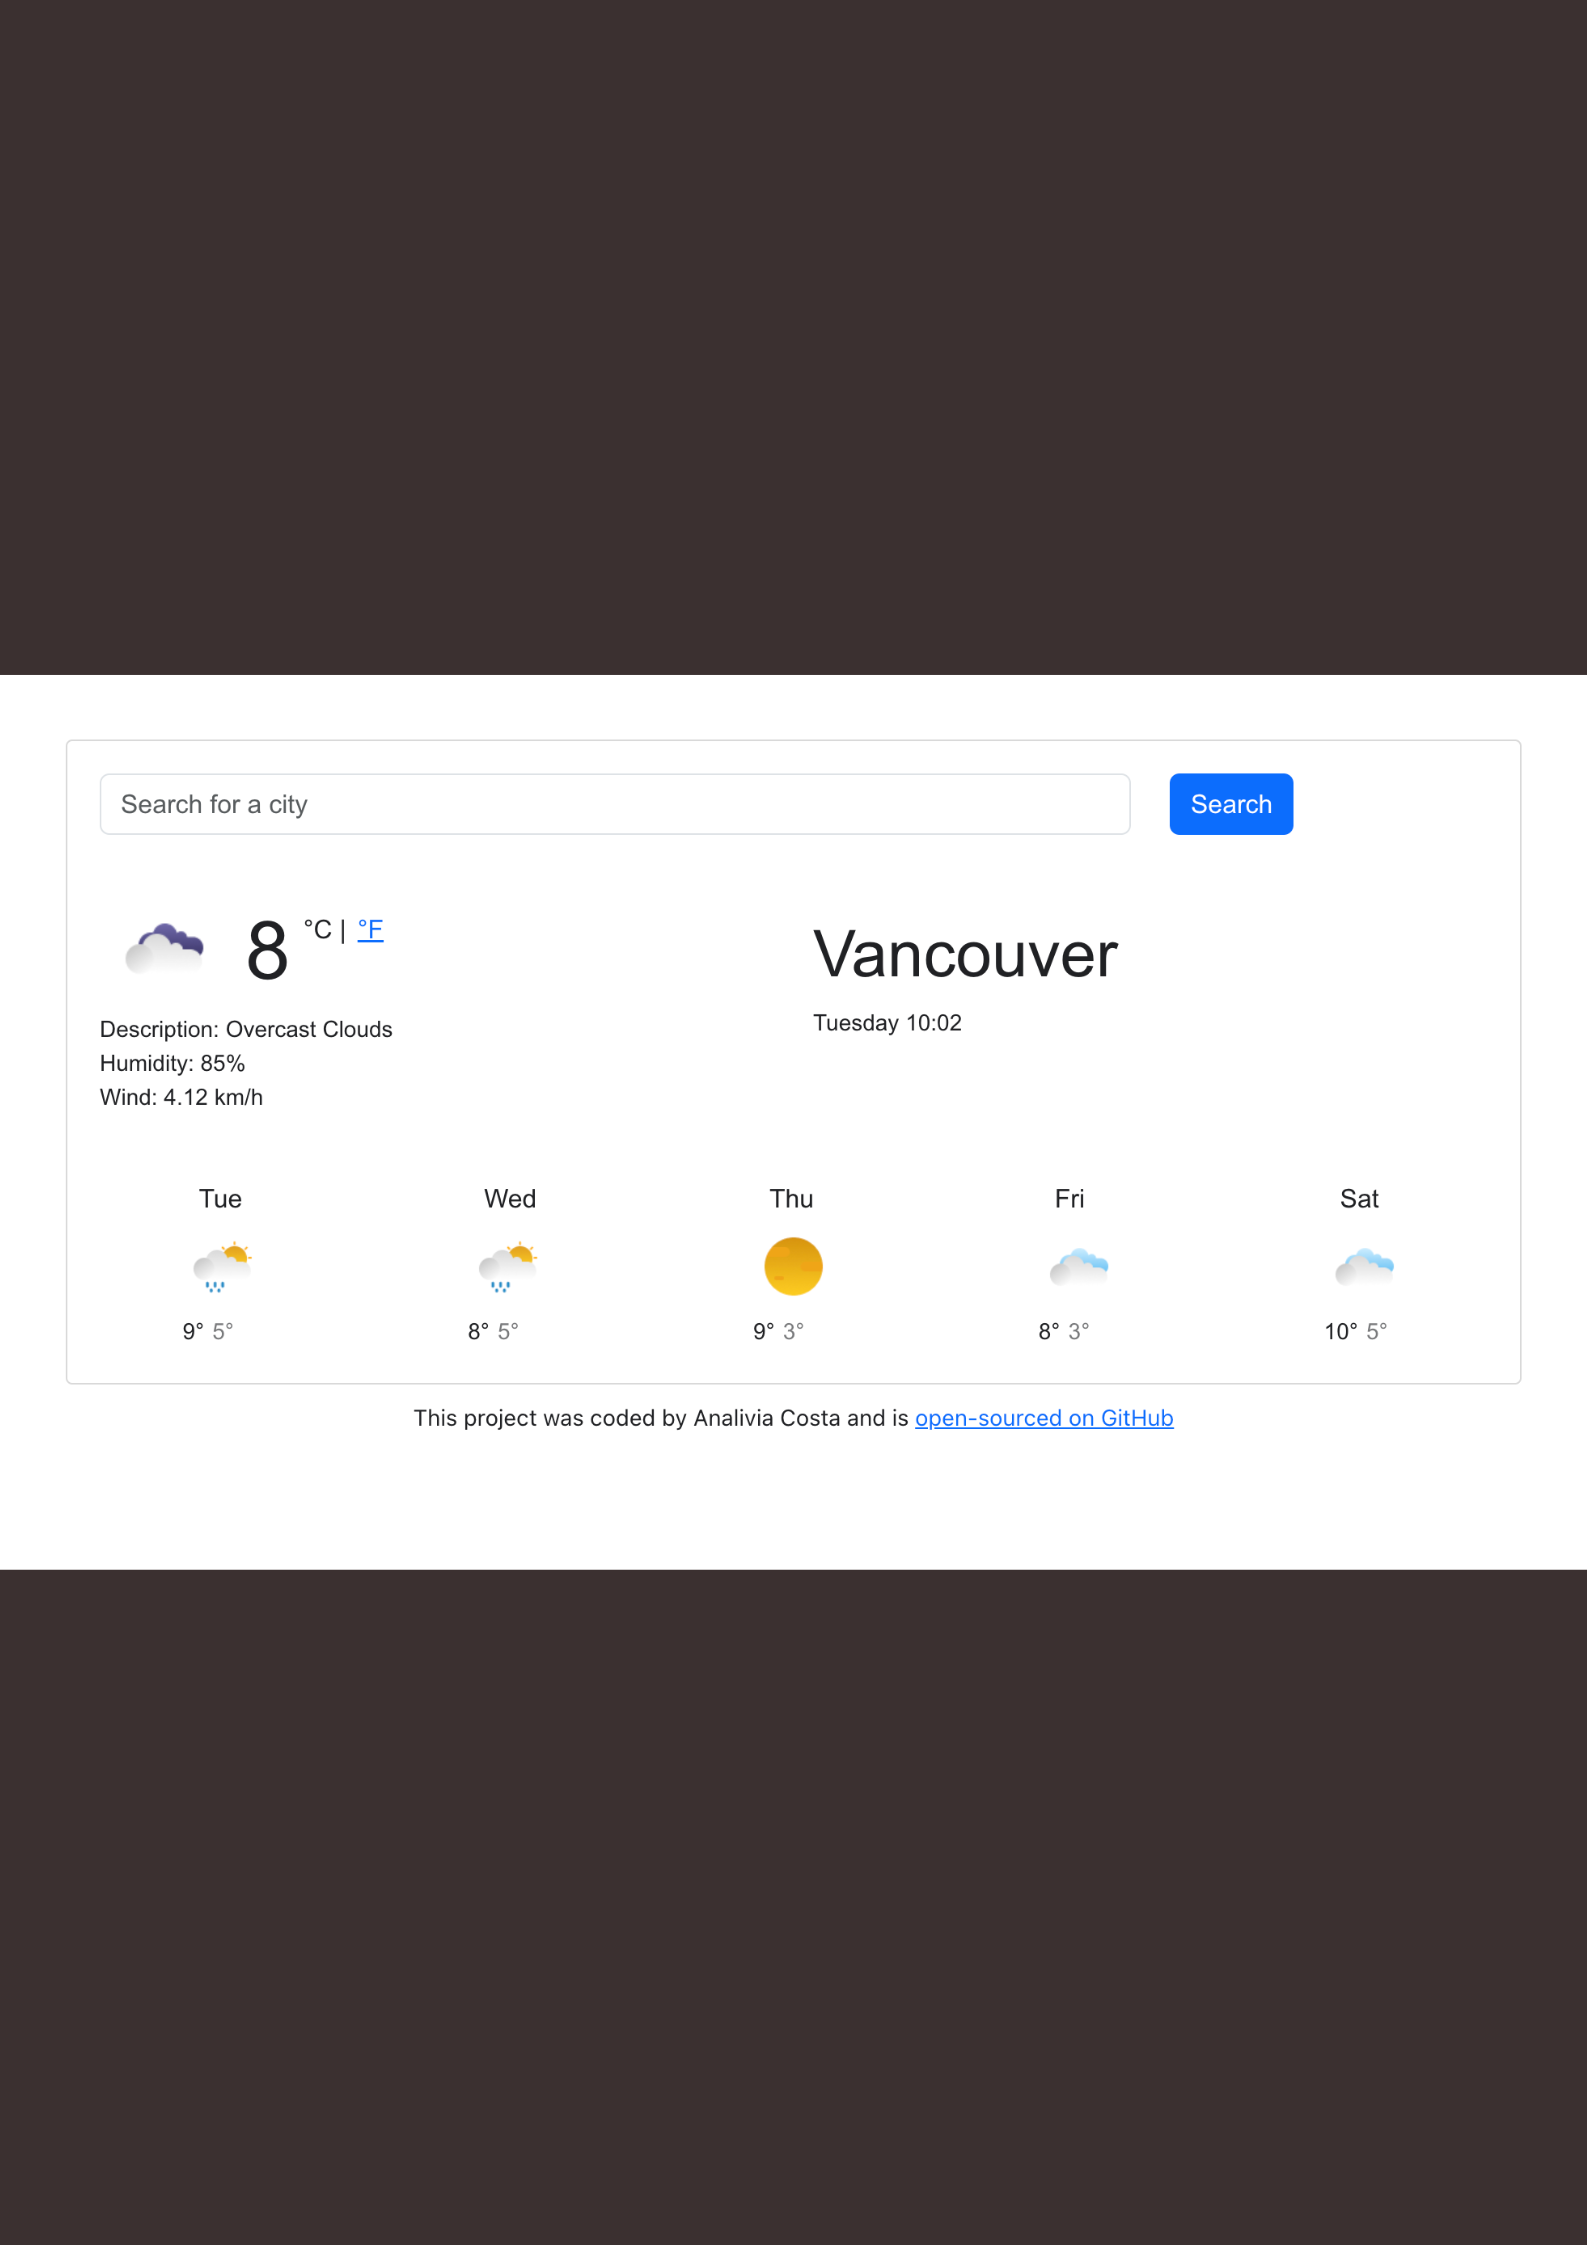 Search for a city
Search
8 °C | °F
Vancouver
Tuesday 10:02
Description: Overcast Clouds
Humidity: 85%
Wind: 4.12 km/h
Tue Wed Thu Fri Sat
9° 5° 8° 5° 9° 3° 8° 3° 10° 5°
This project was coded by Analivia Costa and is open-sourced on GitHub